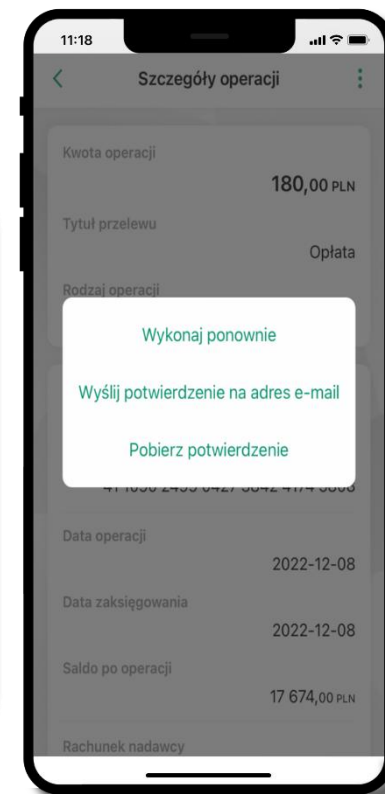 11:18
Szczegóły operacji
Kwota operacji
180,00 PLN
Tytuł przelewu
Opłata
Rodzaj operacji
Wykonaj ponownie
Wyślij potwierdzenie na adres e-mail
Pobierz potwierdzenie
Data operacji
2022-12-08
Data zaksięgowania
2022-12-08
Saldo po operacji
17 674,00 PLN
Rachunek nadawcy